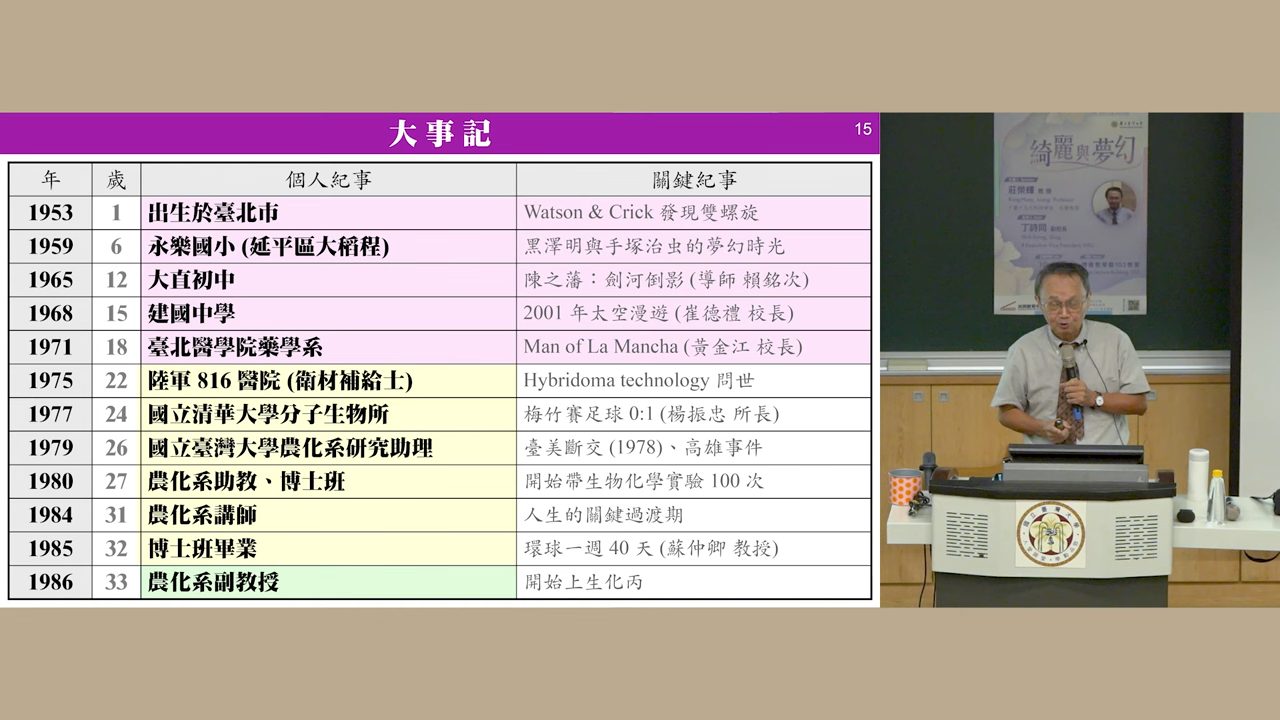 大事記
15
年 歲 個人紀事 關鍵紀事
1953 1 出生於臺北市 Watson & Crick 發現雙螺旋
1959 6 永樂國小 (延平區大稻程) 黑澤明與手塚治虫的夢幻時光
1965 12 大直初中 陳之藩：劍河倒影 (導師 賴銘次)
1968 15 建國中學 2001 年太空漫遊 (崔德禮 校長)
1971 18 臺北醫學院藥學系 Man of La Mancha (黃金江 校長)
1975 22 陸軍 816 醫院 (衛材補給士) Hybridoma technology 問世
1977 24 國立清華大學分子生物所 梅竹賽足球 0:1 (楊振忠 所長)
1979 26 國立臺灣大學農化系研究助理 臺美斷交 (1978)、高雄事件
1980 27 農化系助教、博士班 開始帶生物化學實驗 100 次
1984 31 農化系講師 人生的關鍵過渡期
1985 32 博士班畢業 環球一週 40 天 (蘇仲卿 教授)
1986 33 農化系副教授 開始上生化丙
綺麗與夢幻
莊榮輝
丁詩同
國立臺灣大學